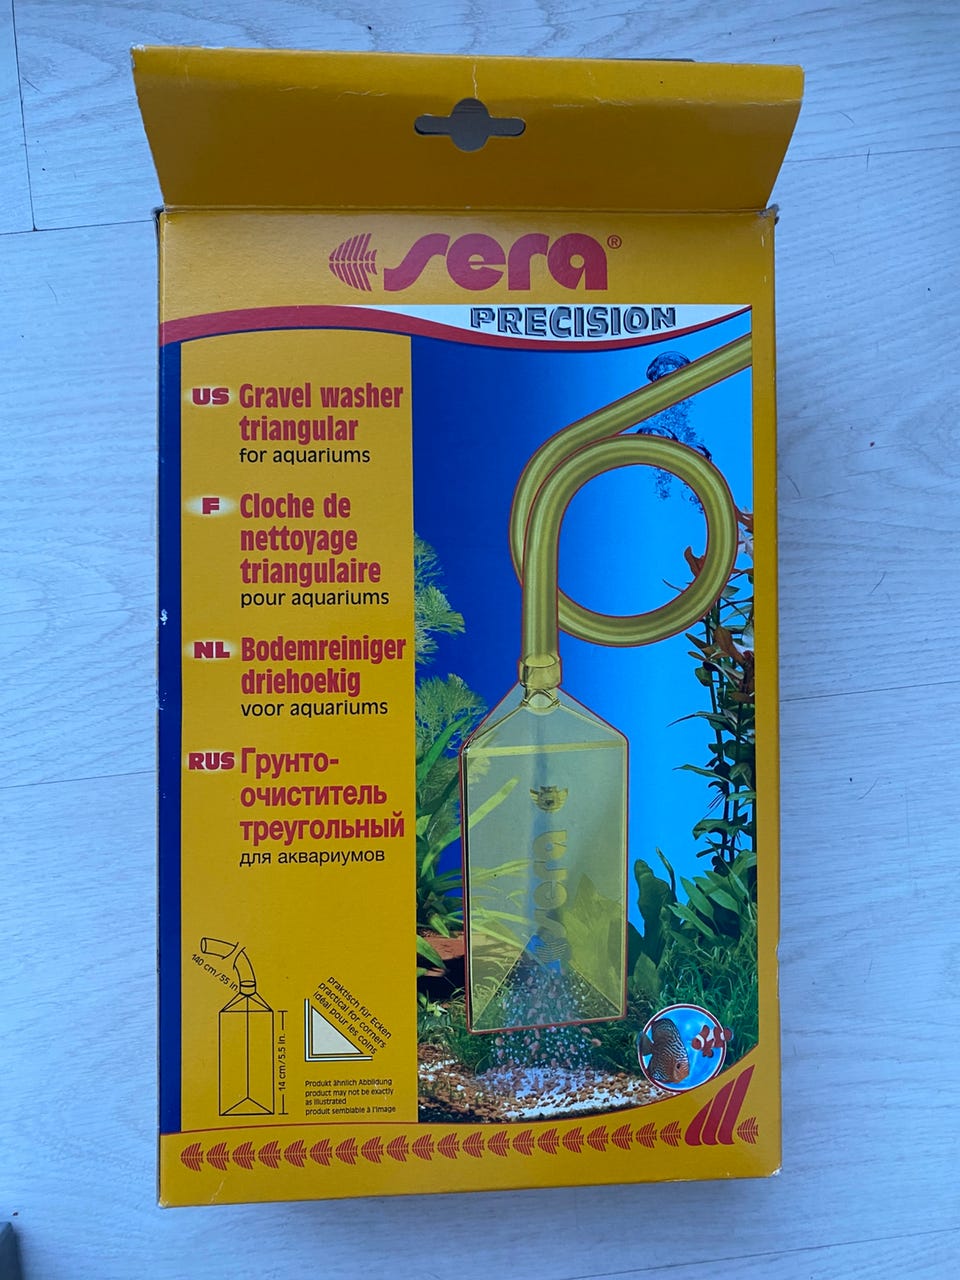 sera®
PRECISION
US Gravel washer
triangular
for aquariums
F Cloche de
nettoyage
triangulaire
pour aquariums
NL Bodemreiniger
driehoekig
voor aquariums
RUS Грунто-
очиститель
треугольный
для аквариумов
sera
140 cm/55 in.
14 cm/5.5 in.
praktisch für Ecken
practical for corners
idéal pour les coins
Produkt ähnlich Abbildung
product may not be exactly
as illustrated
produit semblable à l'image